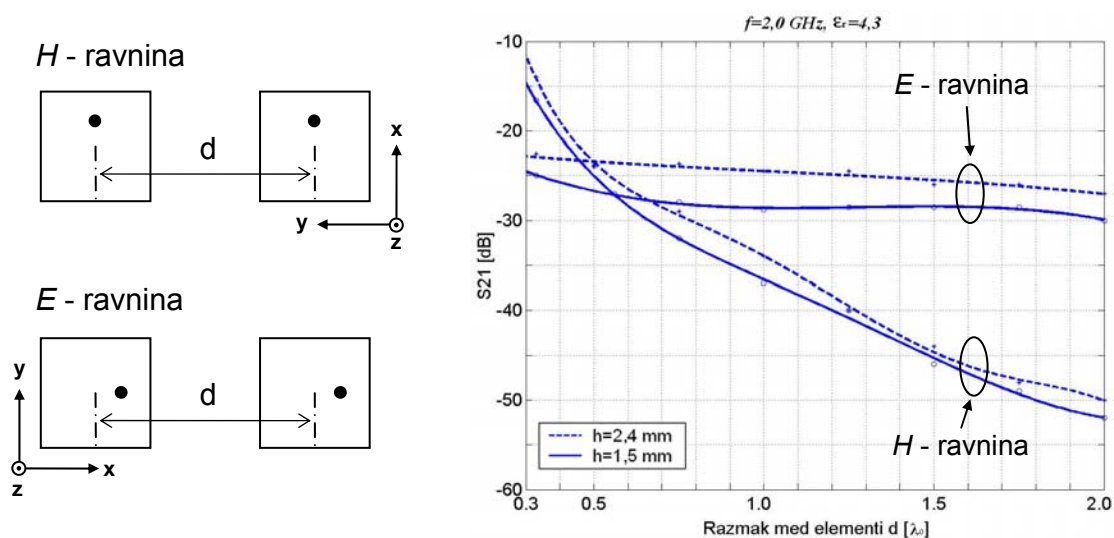 H - ravnina
d
x
y
z
E - ravnina
d
y
z
x
f=2,0 GHz, εr=4,3
-10
-20
-30
-40
-50
-60
S21 [dB]
E - ravnina
H - ravnina
h=2,4 mm
h=1,5 mm
0.3
0.5
1.0
1.5
2.0
Razmak med elementi d [λ₀]